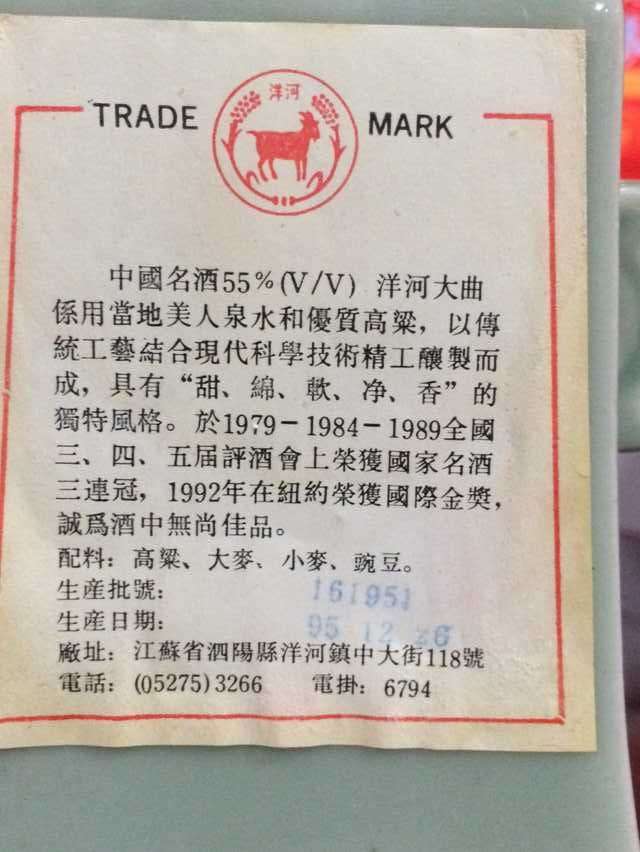 洋河
TRADE MARK
中國名酒55%(V/V) 洋河大曲
係用當地美人泉水和優質高粱，以傳
統工藝結合現代科學技術精工釀製而
成，具有“甜、綿、軟、净、香”的
獨特風格。於1979－1984－1989全國
三、四、五届評酒會上榮獲國家名酒
三連冠，1992年在紐約榮獲國際金獎，
誠爲酒中無尚佳品。
配料：高粱、大麥、小麥、豌豆。
生産批號： 161951
生産日期： 95 12 26
廠址：江蘇省泗陽縣洋河鎮中大街118號
電話：(05275)3266 電掛：6794